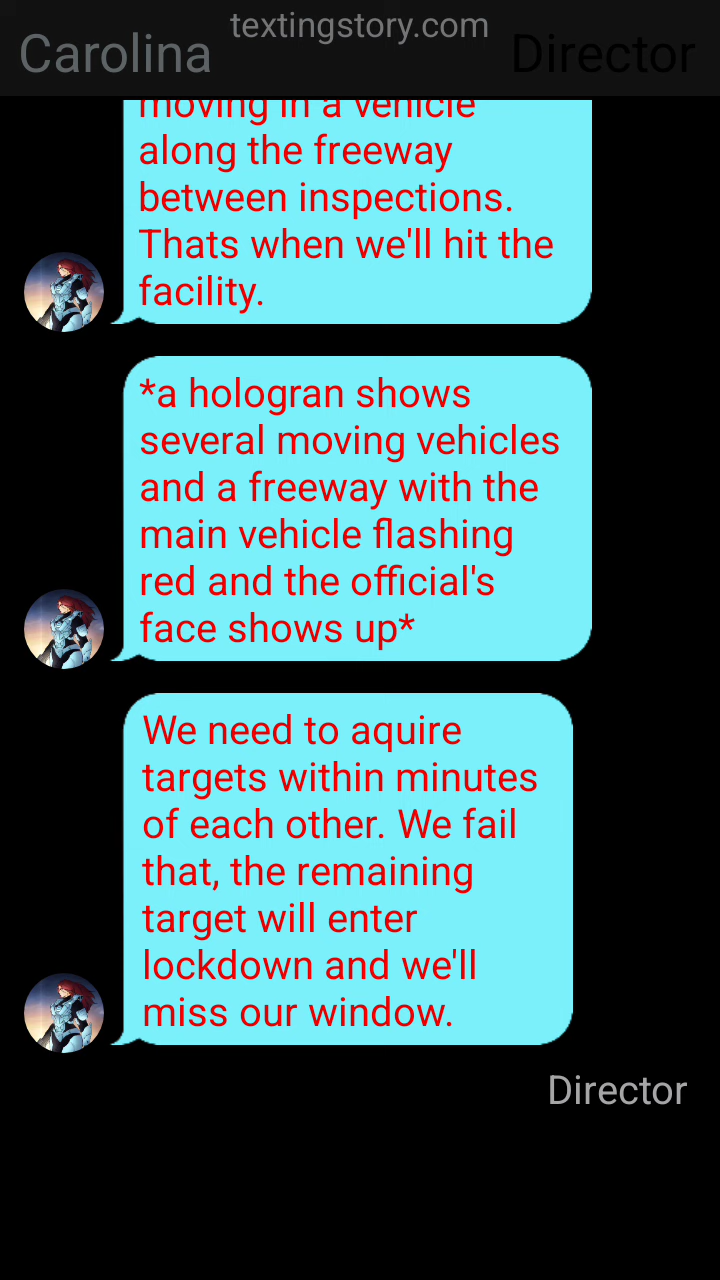 textingstory.com
Carolina
Director
moving in a vehicle
along the freeway
between inspections.
Thats when we'll hit the
facility.
*a hologran shows
several moving vehicles
and a freeway with the
main vehicle flashing
red and the official's
face shows up*
We need to aquire
targets within minutes
of each other. We fail
that, the remaining
target will enter
lockdown and we'll
miss our window.
Director